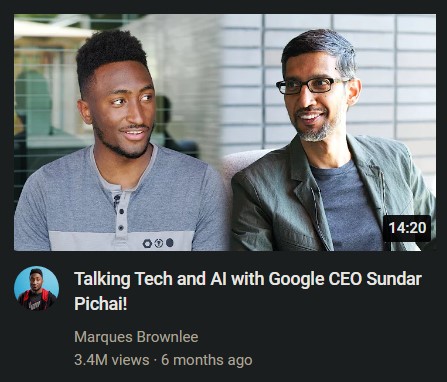 14:20
Talking Tech and AI with Google CEO Sundar
Pichai!
Marques Brownlee
3.4M views · 6 months ago